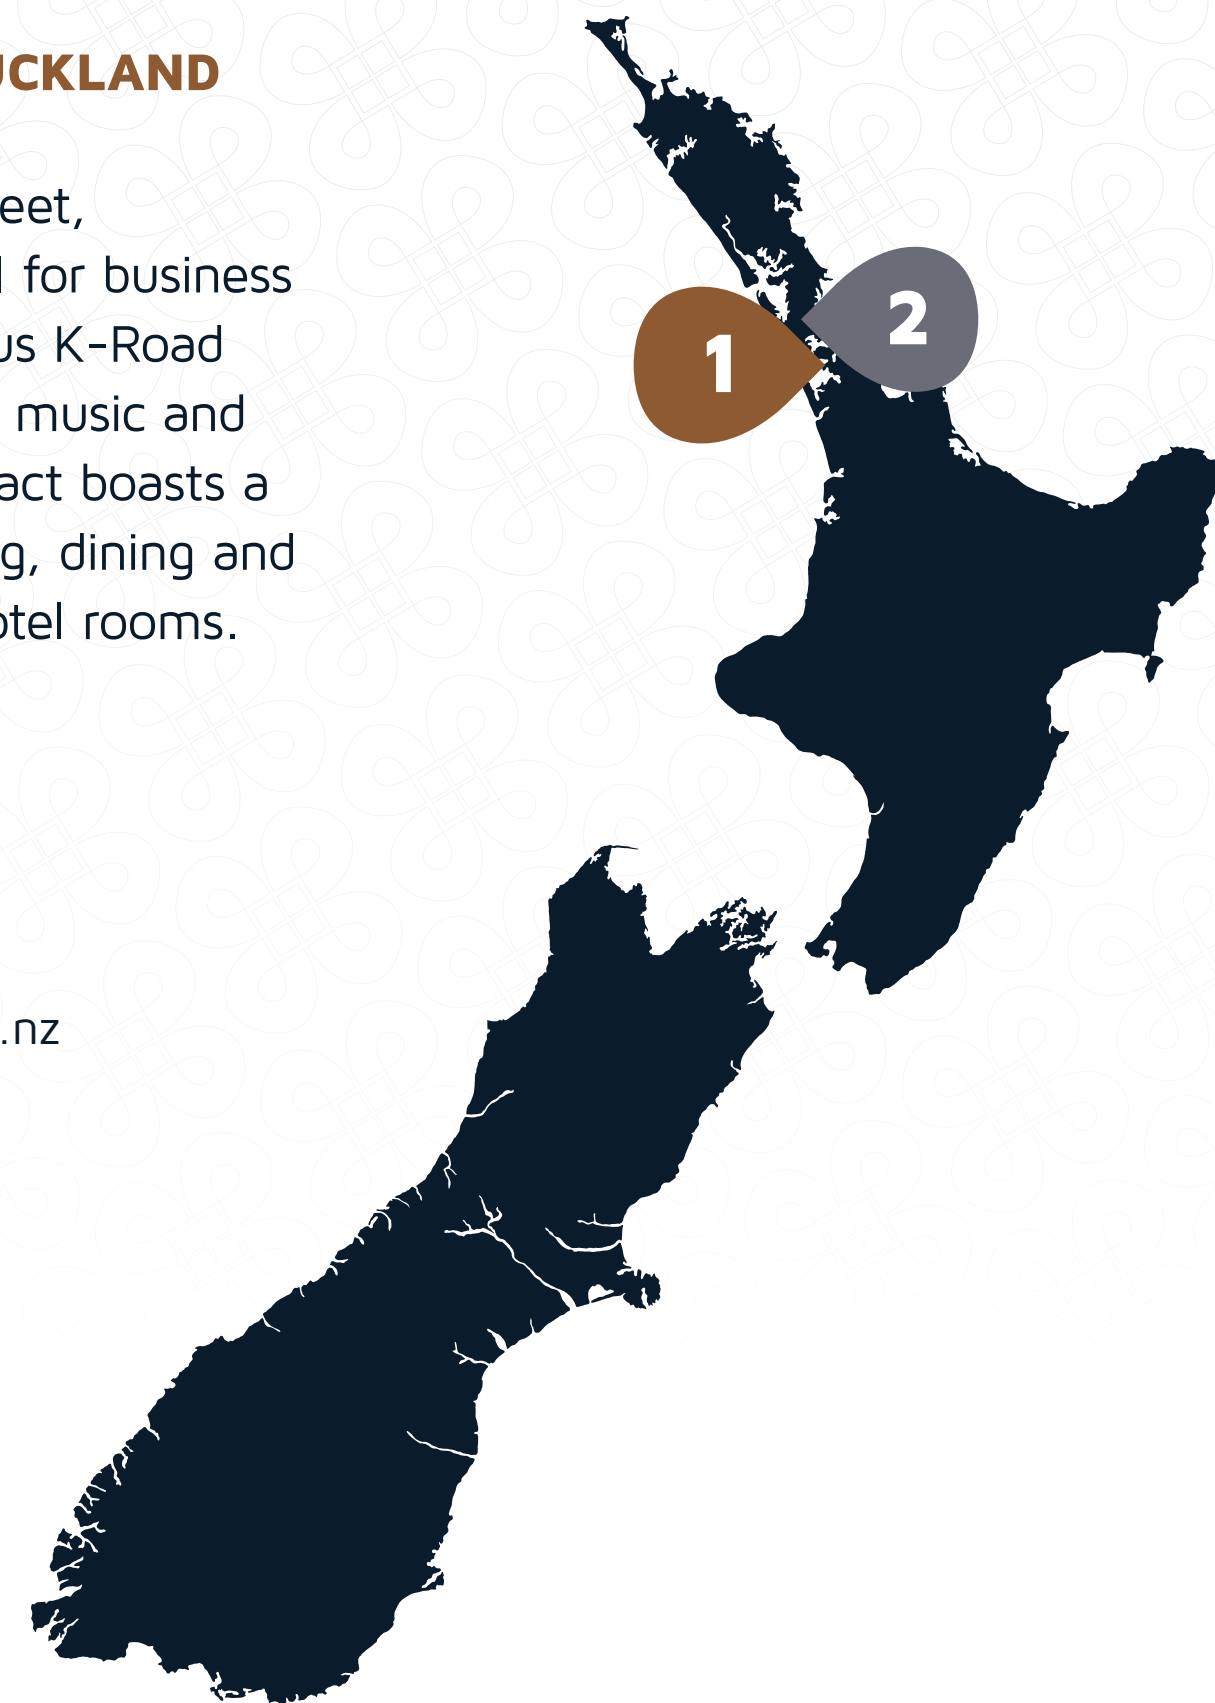 UCKLAND
eet,
for business
us K-Road
music and
act boasts a
g, dining and
otel rooms.
.nz
1
2